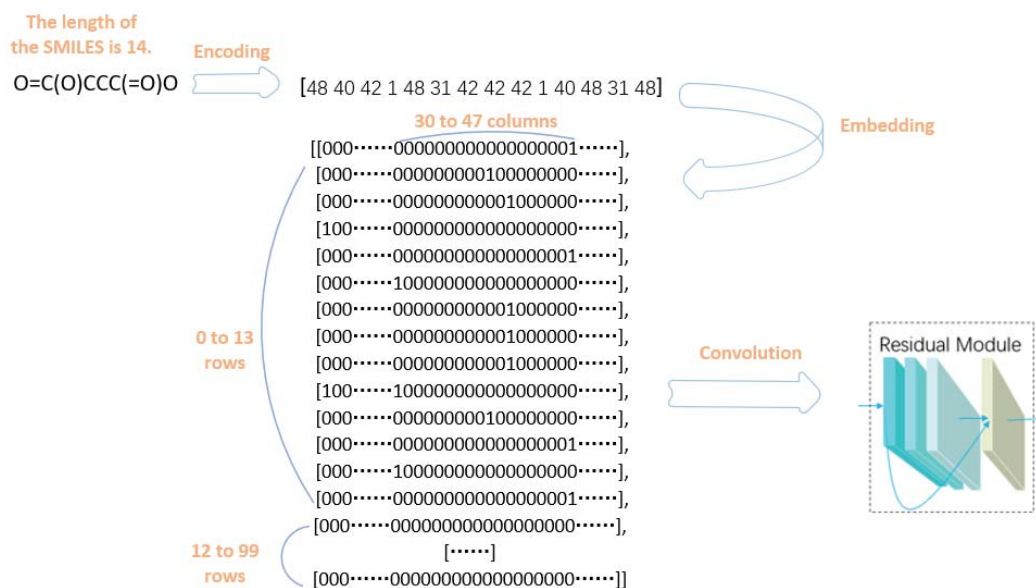 The length of
the SMILES is 14.
Encoding
O=C(O)CCC(=O)O
[48 40 42 1 48 31 42 42 42 1 40 48 31 48]
30 to 47 columns
Embedding
[[000······000000000000000001······],
[000······000000000100000000······],
[000······000000000001000000······],
[100······000000000000000000······],
[000······000000000000000001······],
[000······100000000000000000······],
[000······000000000001000000······],
[000······000000000001000000······],
[000······000000000001000000······],
[100······100000000000000000······],
[000······000000000100000000······],
[000······000000000000000001······],
[000······100000000000000000······],
[000······000000000000000001······],
[000······000000000000000000······],
[······]
[000······000000000000000000······]]
0 to 13
rows
12 to 99
rows
Convolution
Residual Module